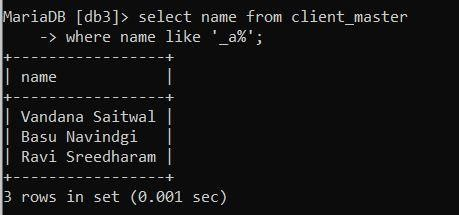 MariaDB [db3]> select name from client_master
    -> where name like '_a%';
+-----------------+
| name            |
+-----------------+
| Vandana Saitwal |
| Basu Navindgi   |
| Ravi Sreedharam |
+-----------------+
3 rows in set (0.001 sec)